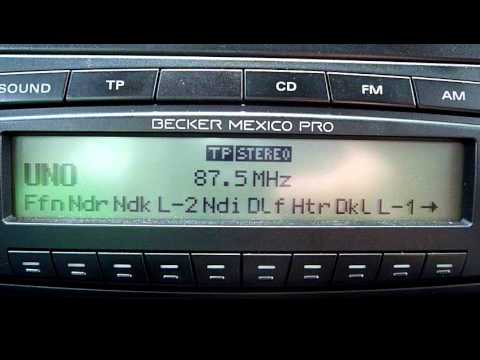 SOUND TP CD FM AM
BECKER MEXICO PRO
TP STEREO
UNO 87.5 MHz
Ffn Ndr Ndk L-2 Ndi DLf Htr DkL L-1 →